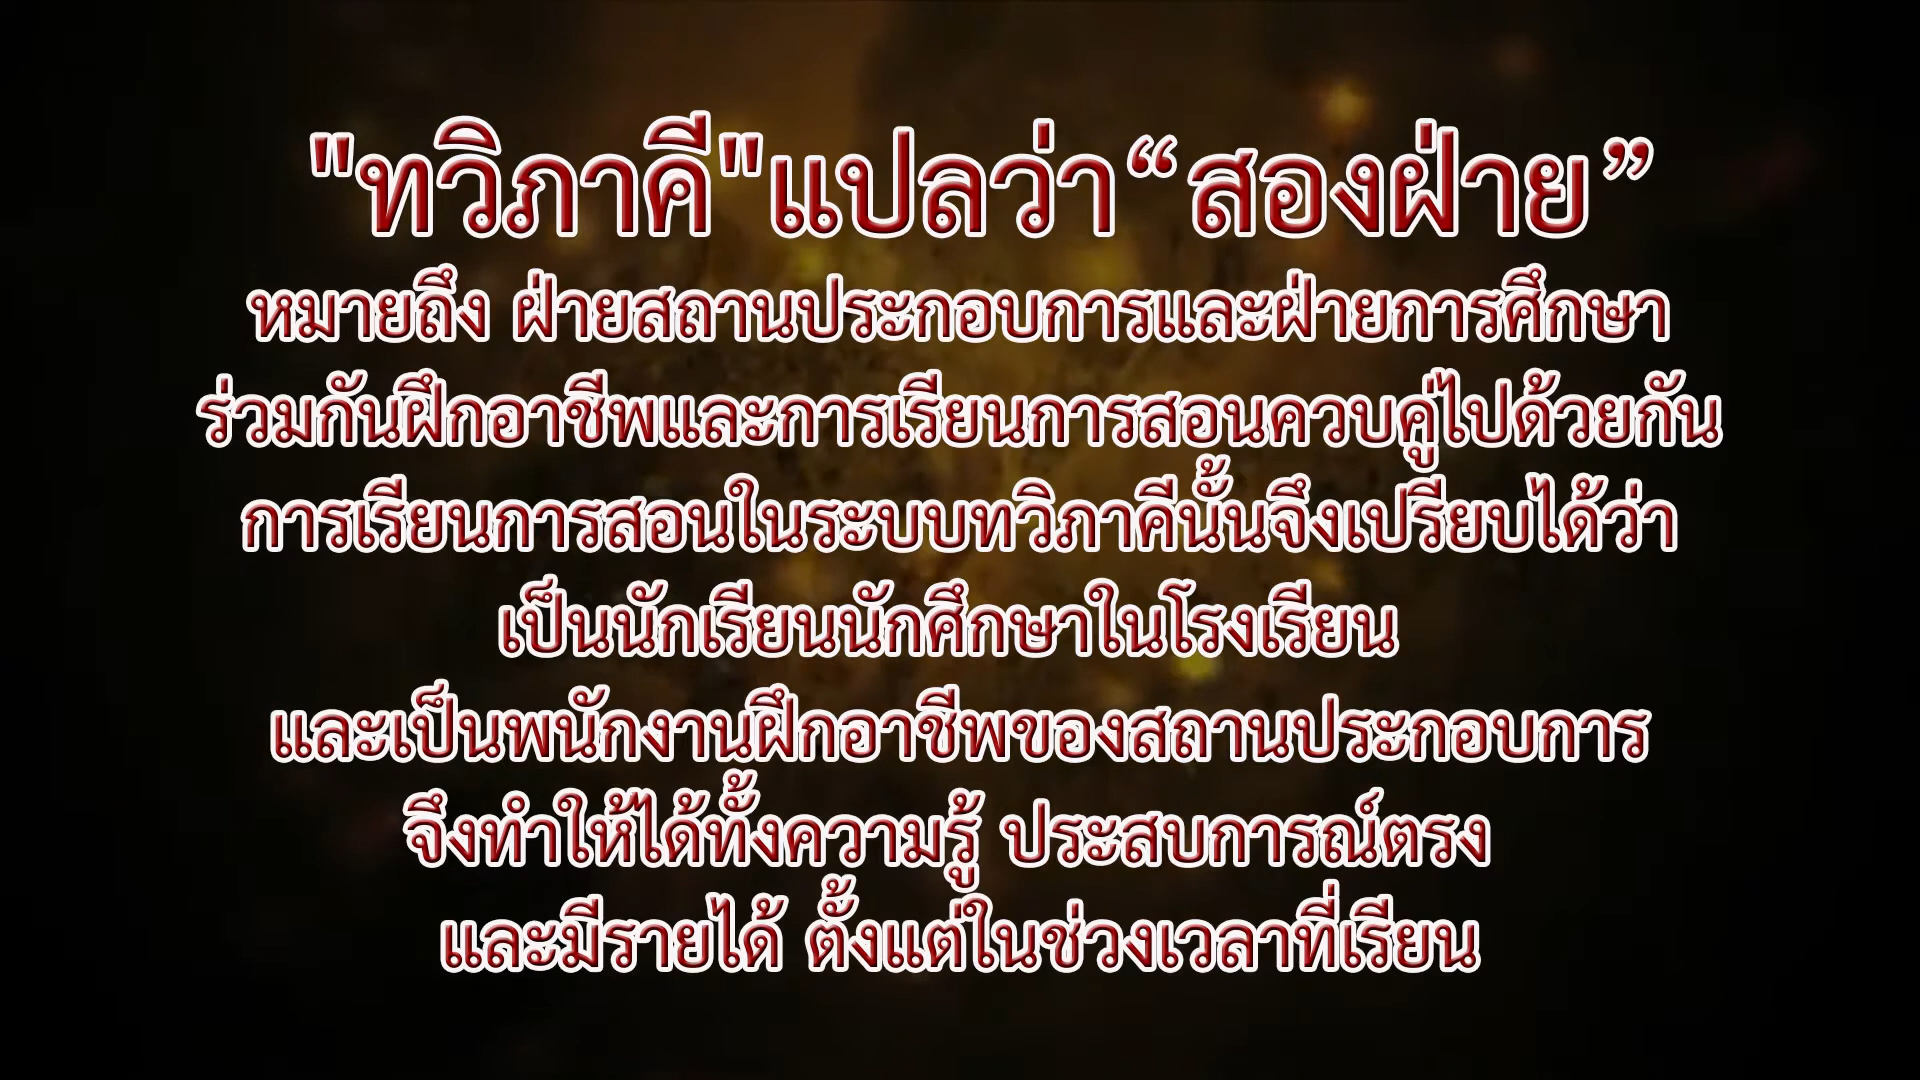 "ทวิภาคี"แปลว่า“สองฝ่าย”
หมายถึง ฝ่ายสถานประกอบการและฝ่ายการศึกษา
ร่วมกันฝึกอาชีพและการเรียนการสอนควบคู่ไปด้วยกัน
การเรียนการสอนในระบบทวิภาคีนั้นจึงเปรียบได้ว่า
เป็นนักเรียนนักศึกษาในโรงเรียน
และเป็นพนักงานฝึกอาชีพของสถานประกอบการ
จึงทำให้ได้ทั้งความรู้ ประสบการณ์ตรง
และมีรายได้ ตั้งแต่ในช่วงเวลาที่เรียน